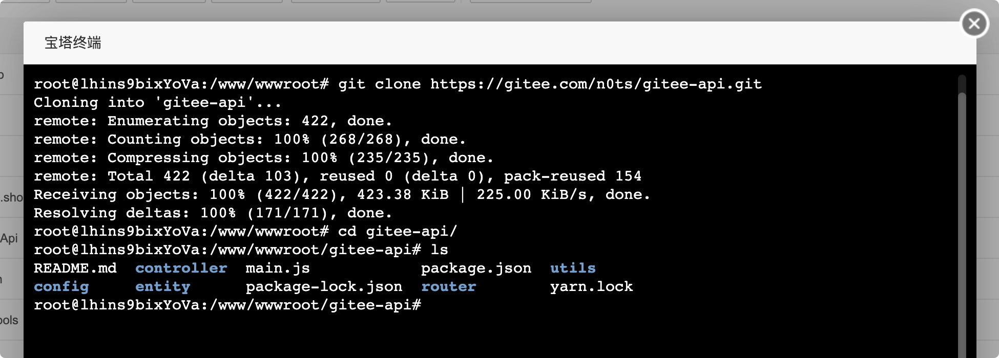 宝塔终端
root@lhins9bixYoVa:/www/wwwroot# git clone https://gitee.com/n0ts/gitee-api.git
Cloning into 'gitee-api'...
remote: Enumerating objects: 422, done.
remote: Counting objects: 100% (268/268), done.
remote: Compressing objects: 100% (235/235), done.
remote: Total 422 (delta 103), reused 0 (delta 0), pack-reused 154
Receiving objects: 100% (422/422), 423.38 KiB | 225.00 KiB/s, done.
Resolving deltas: 100% (171/171), done.
root@lhins9bixYoVa:/www/wwwroot# cd gitee-api/
root@lhins9bixYoVa:/www/wwwroot/gitee-api# ls
README.md  controller  main.js            package.json  utils
config     entity      package-lock.json  router        yarn.lock
root@lhins9bixYoVa:/www/wwwroot/gitee-api#
.sho
Api
ools